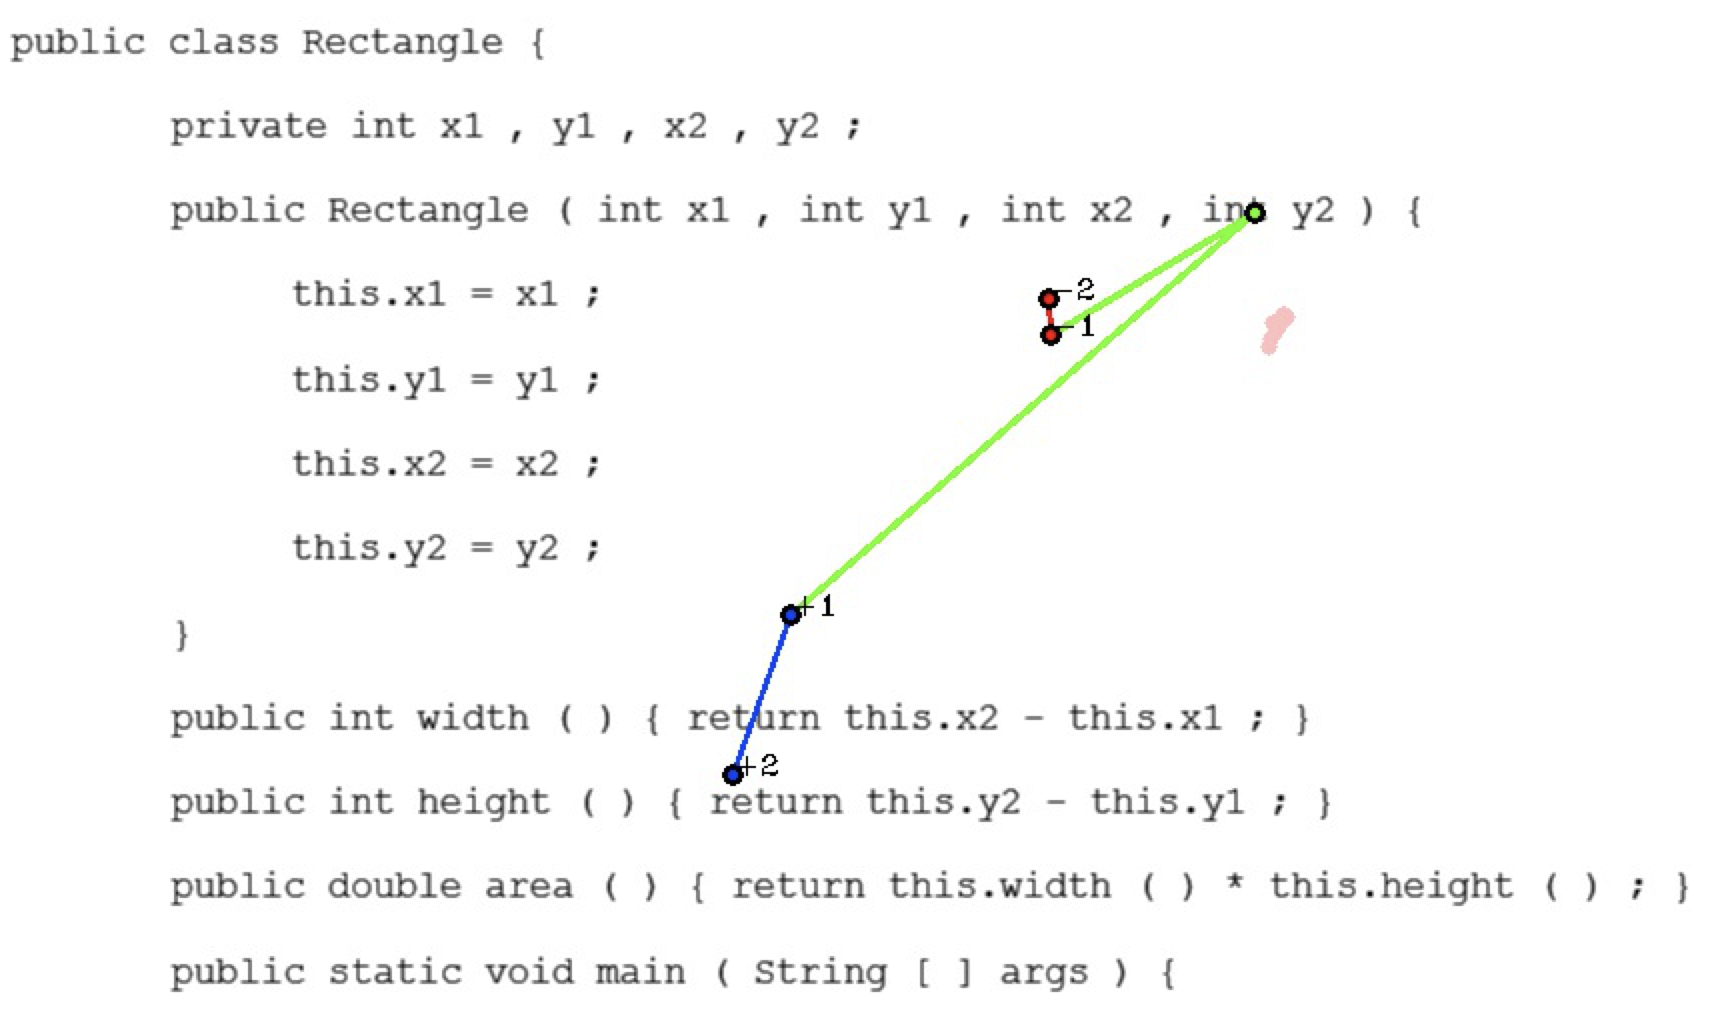 public class Rectangle {
private int x1 , y1 , x2 , y2 ;
public Rectangle ( int x1 , int y1 , int x2 , int y2 ) {
this.x1 = x1 ;
-2
-1
this.y1 = y1 ;
this.x2 = x2 ;
this.y2 = y2 ;
+1
}
public int width ( ) { return this.x2 - this.x1 ; }
+2
public int height ( ) { return this.y2 - this.y1 ; }
public double area ( ) { return this.width ( ) * this.height ( ) ; }
public static void main ( String [ ] args ) {